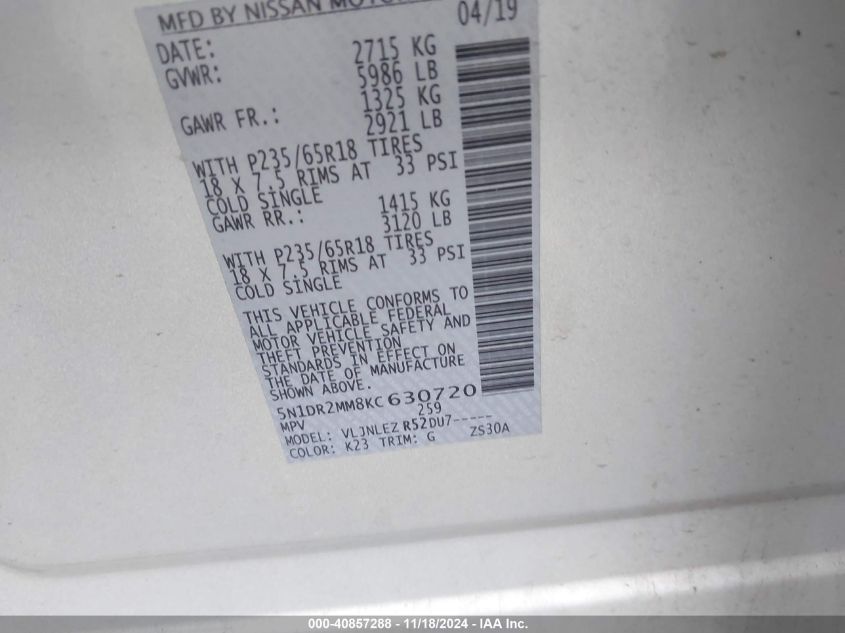 MFD BY NISSAN MOTOR
04/19
DATE:
GVWR: 2715 KG
5986 LB
GAWR FR.: 1325 KG
2921 LB
WITH P235/65R18 TIRES
18 X 7.5 RIMS AT 33 PSI
COLD SINGLE
GAWR RR.: 1415 KG
3120 LB
WITH P235/65R18 TIRES
18 X 7.5 RIMS AT 33 PSI
COLD SINGLE
THIS VEHICLE CONFORMS TO
ALL APPLICABLE FEDERAL
MOTOR VEHICLE SAFETY AND
THEFT PREVENTION
STANDARDS IN EFFECT ON
THE DATE OF MANUFACTURE
SHOWN ABOVE.
5N1DR2MM8KC630720
MPV 259
MODEL: VLJNLEZ R52DU7-----
COLOR: K23 TRIM: G ZS30A
000-40857288 - 11/18/2024 - IAA Inc.